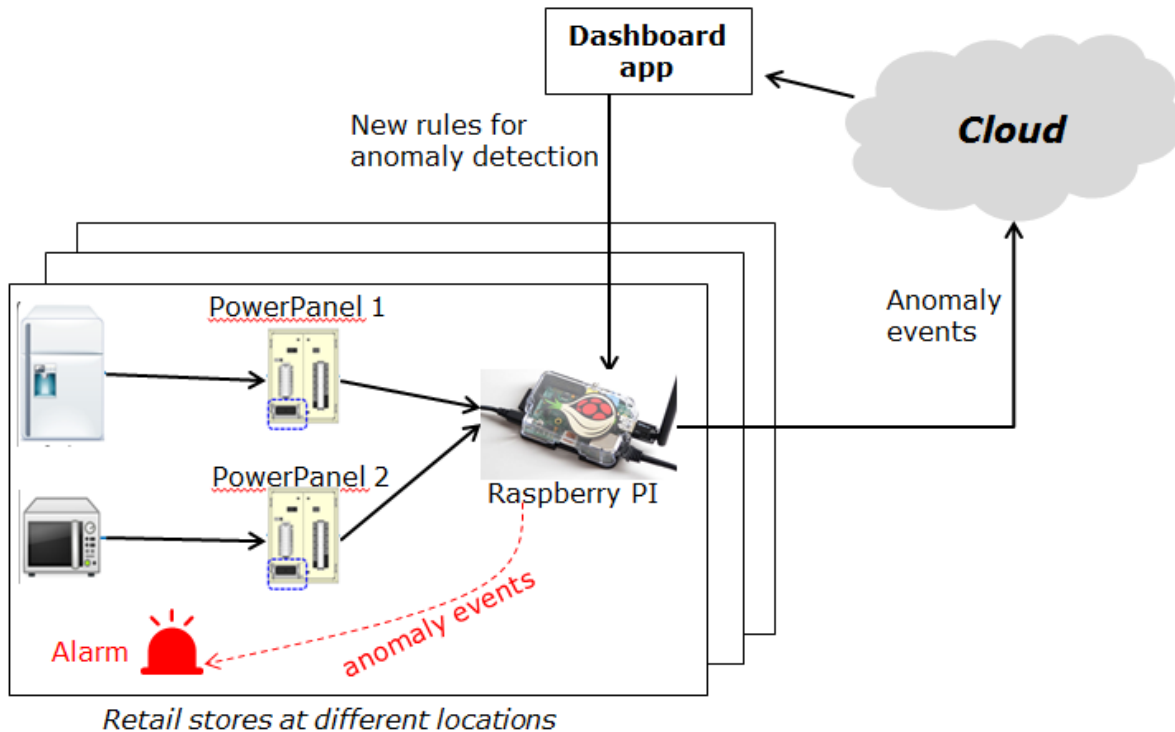 Dashboard
app
Cloud
New rules for
anomaly detection
Anomaly
events
PowerPanel 1
PowerPanel 2
Raspberry PI
anomaly events
Alarm
Retail stores at different locations